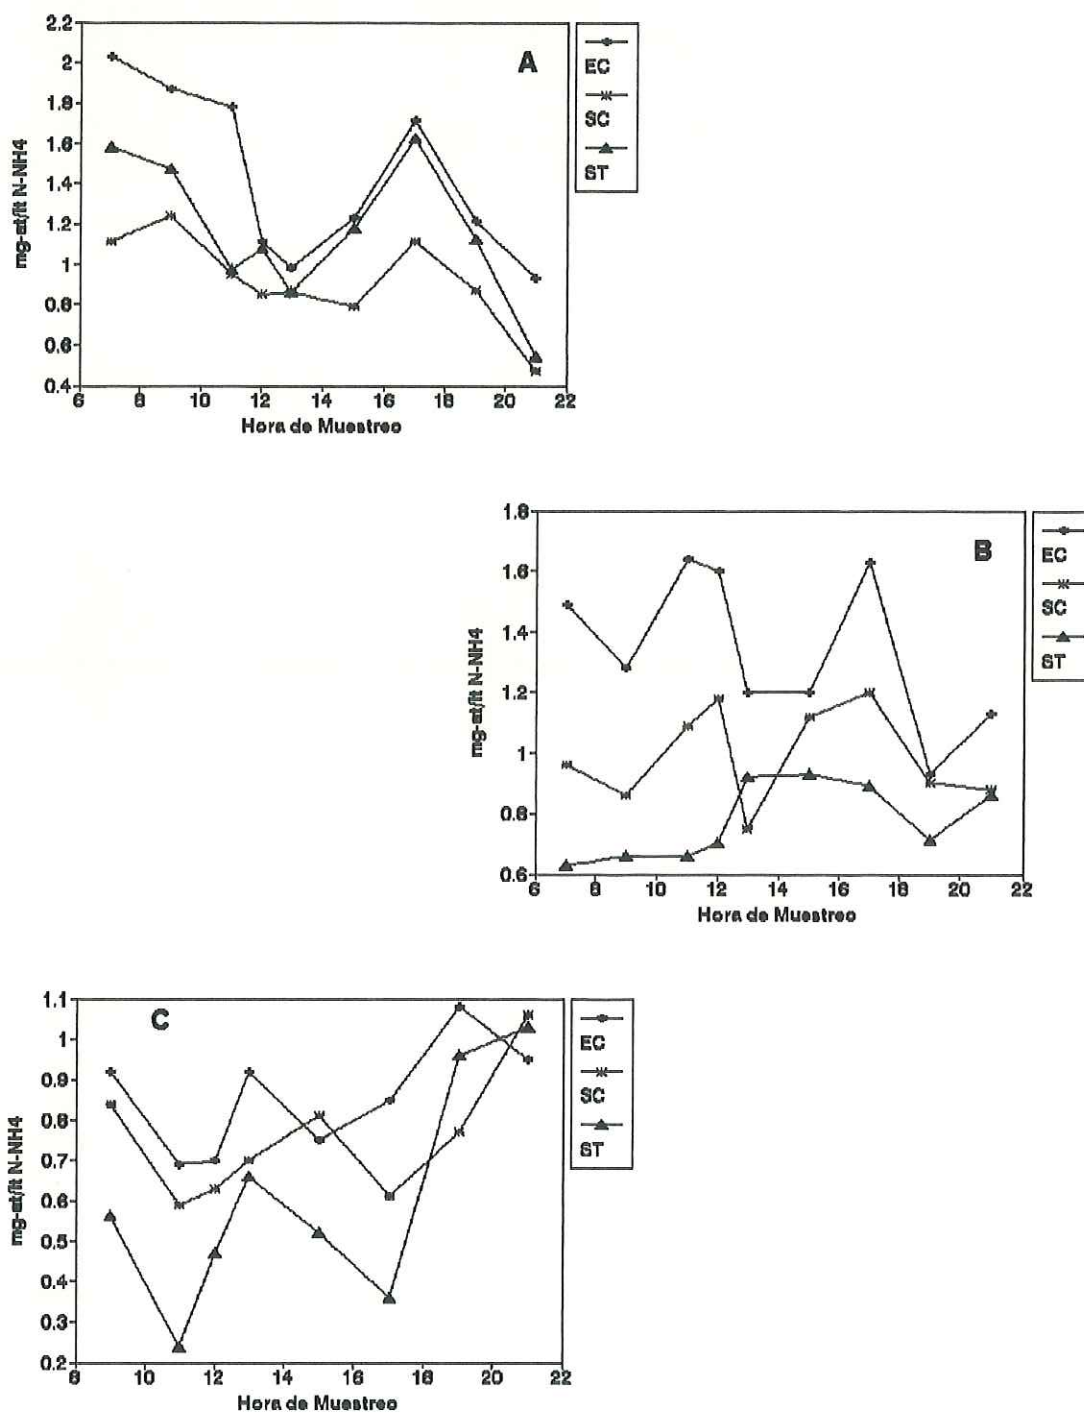 2.2
2
1.8
1.6
1.4
1.2
1
0.8
0.6
0.4
mg-at/lt N-NH4
6 8 10 12 14 16 18 20 22
Hora de Muestreo
A
EC
SC
ST
1.8
1.6
1.4
1.2
1
0.8
0.6
mg-at/lt N-NH4
6 8 10 12 14 16 18 20 22
Hora de Muestreo
B
EC
SC
ST
1.1
1
0.9
0.8
0.7
0.6
0.5
0.4
0.3
0.2
mg-at/lt N-NH4
8 10 12 14 16 18 20 22
Hora de Muestreo
C
EC
SC
ST